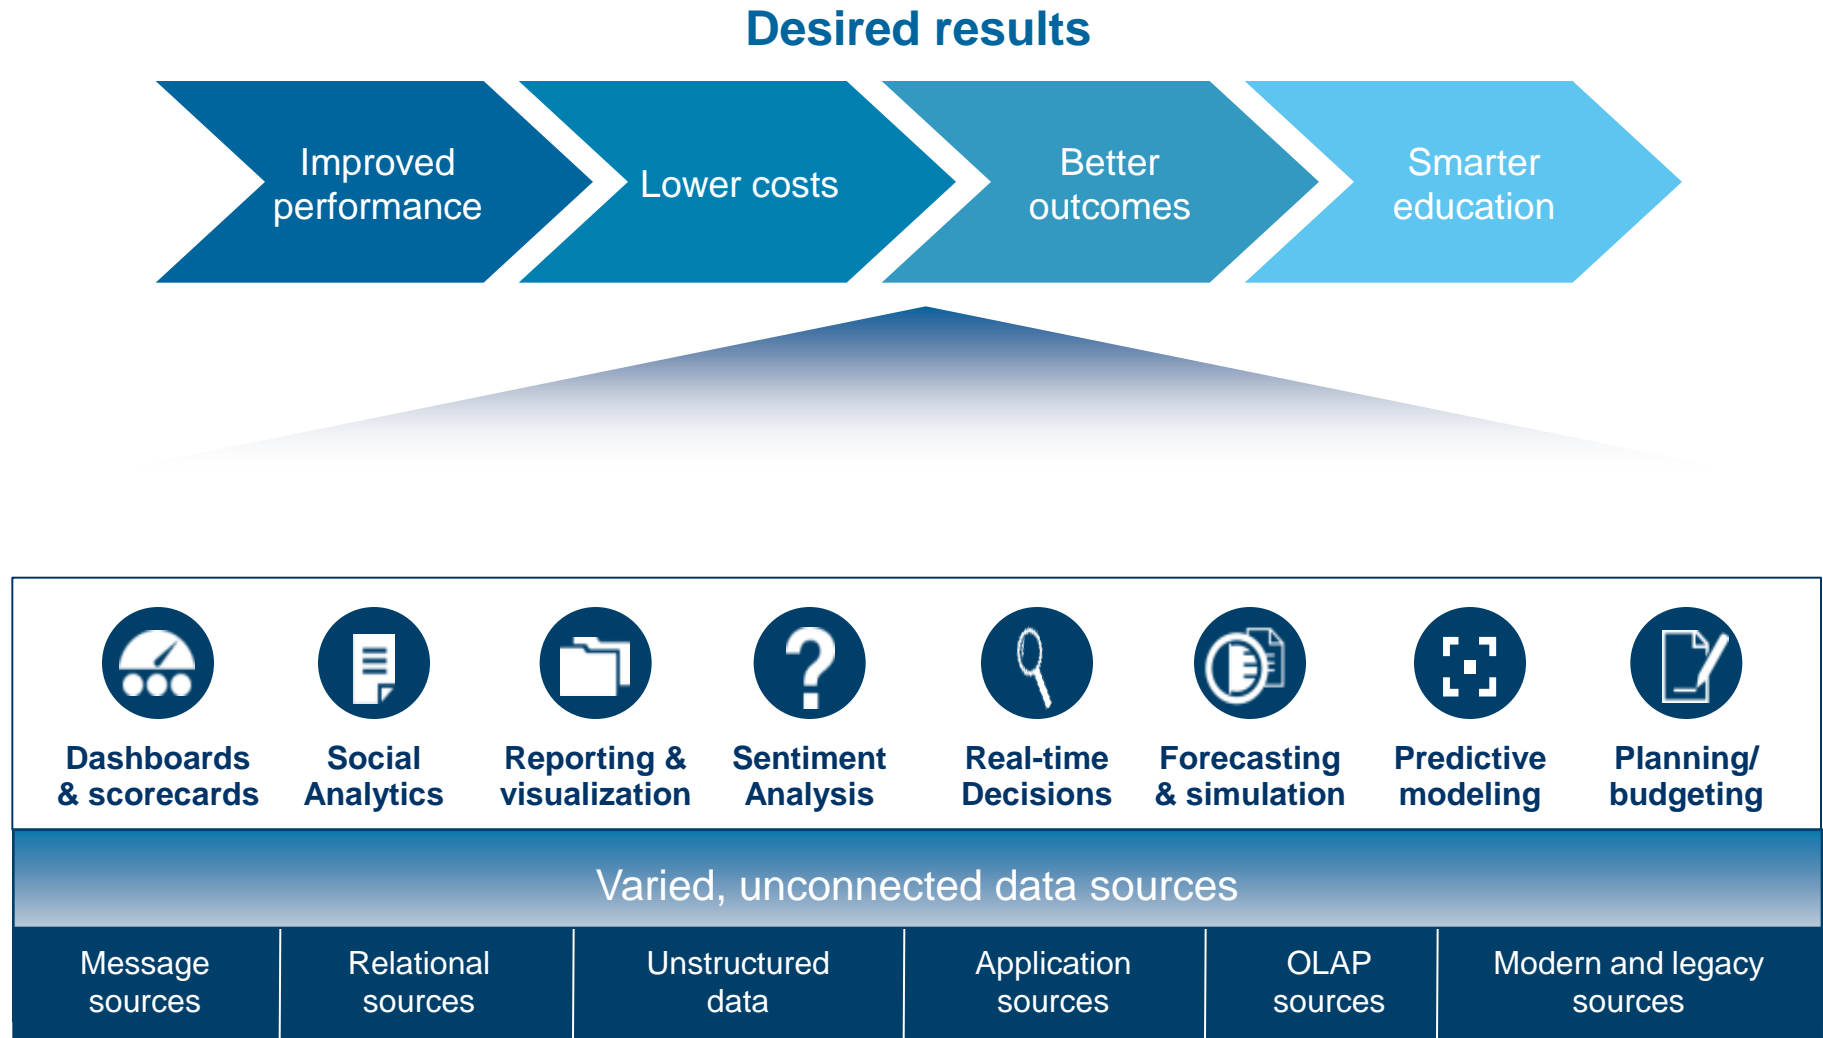 Desired results
Improved
performance
Lower costs
Better
outcomes
Smarter
education
Dashboards
& scorecards
Social
Analytics
Reporting &
visualization
Sentiment
Analysis
Real-time
Decisions
Forecasting
& simulation
Predictive
modeling
Planning/
budgeting
Varied, unconnected data sources
Message
sources
Relational
sources
Unstructured
data
Application
sources
OLAP
sources
Modern and legacy
sources